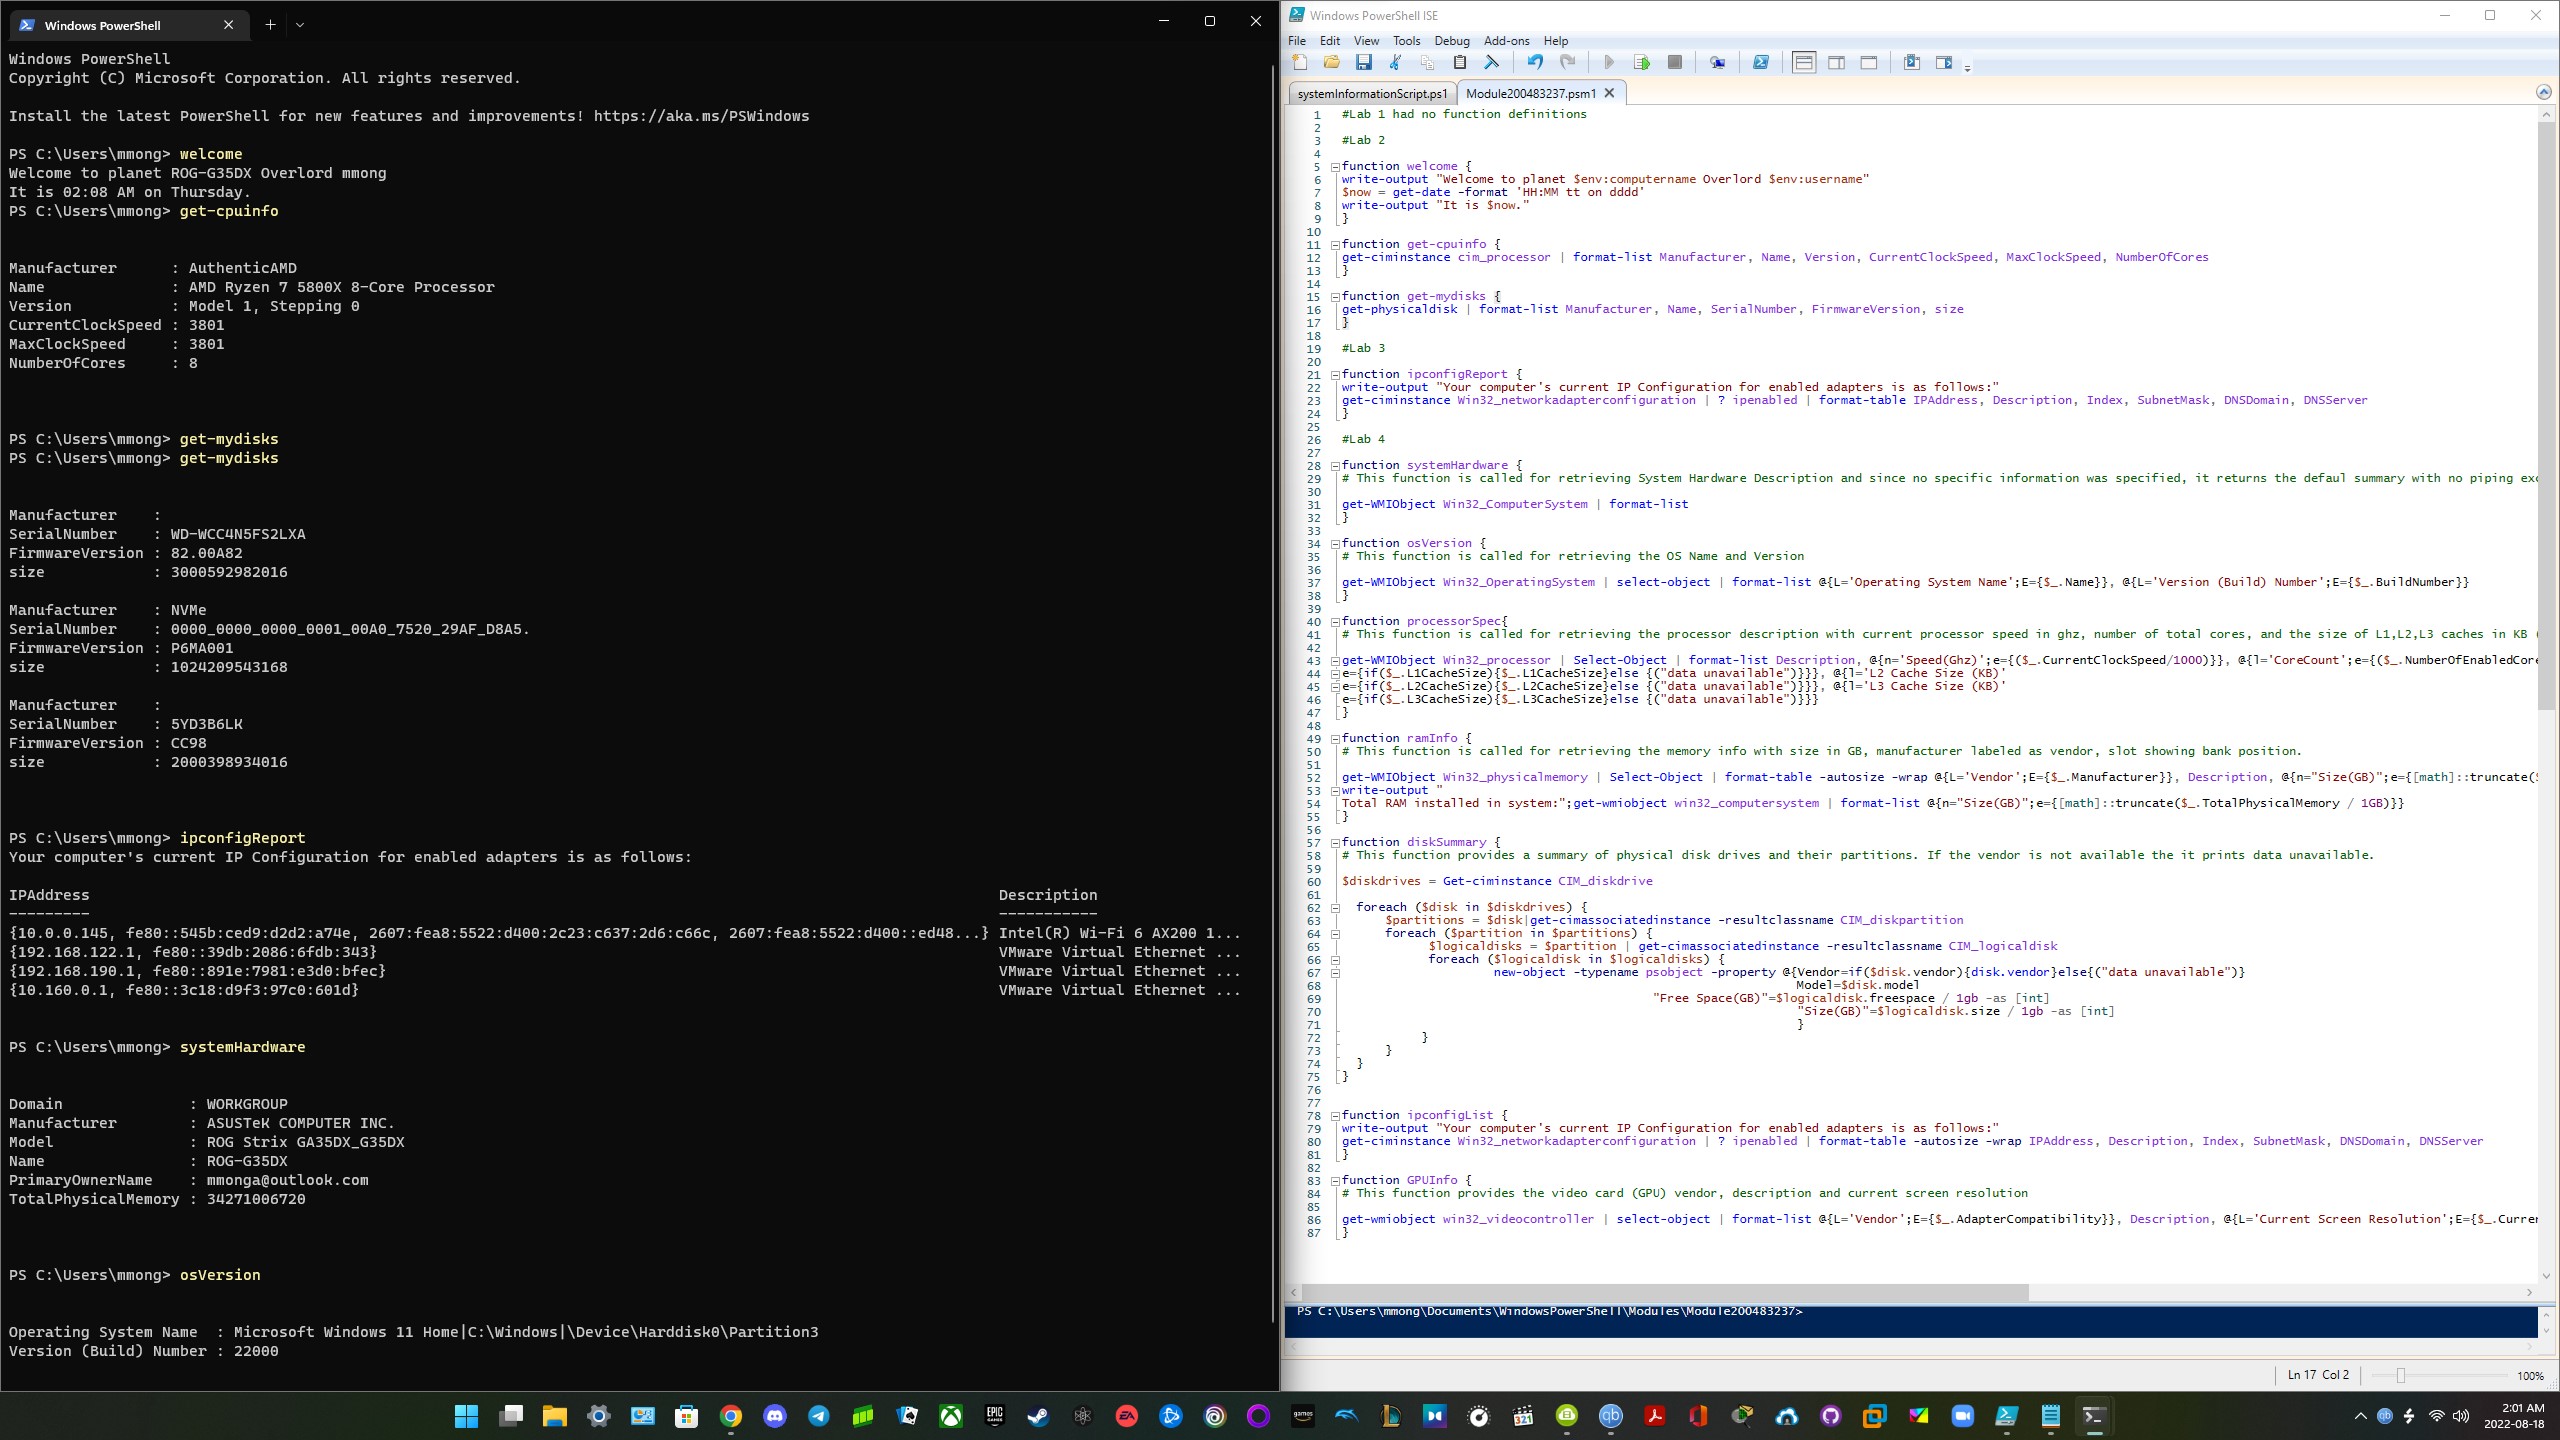 Windows PowerShell
Windows PowerShell
Copyright (C) Microsoft Corporation. All rights reserved.
Install the latest PowerShell for new features and improvements! https://aka.ms/PSWindows
PS C:\Users\mmong> welcome
Welcome to planet ROG-G35DX Overlord mmong
It is 02:08 AM on Thursday.
PS C:\Users\mmong> get-cpuinfo
Manufacturer : AuthenticAMD
Name : AMD Ryzen 7 5800X 8-Core Processor
Version : Model 1, Stepping 0
CurrentClockSpeed : 3801
MaxClockSpeed : 3801
NumberOfCores : 8
PS C:\Users\mmong> get-mydisks
PS C:\Users\mmong> get-mydisks
Manufacturer :
SerialNumber : WD-WCC4N5FS2LXA
FirmwareVersion : 82.00A82
size : 3000592982016
Manufacturer : NVMe
SerialNumber : 0000_0000_0000_0001_00A0_7520_29AF_D8A5.
FirmwareVersion : P6MA001
size : 1024209543168
Manufacturer :
SerialNumber : 5YD3B6LK
FirmwareVersion : CC98
size : 2000398934016
PS C:\Users\mmong> ipconfigReport
Your computer's current IP Configuration for enabled adapters is as follows:
IPAddress Description
--------- -----------
{10.0.0.145, fe80::545b:ced9:d2d2:a74e, 2607:fea8:5522:d400:2c23:c637:2d6:c66c, 2607:fea8:5522:d400::ed48...} Intel(R) Wi-Fi 6 AX200 1...
{192.168.122.1, fe80::39db:2086:6fdb:343} VMware Virtual Ethernet ...
{192.168.190.1, fe80::891e:7981:e3d0:bfec} VMware Virtual Ethernet ...
{10.160.0.1, fe80::3c18:d9f3:97c0:601d} VMware Virtual Ethernet ...
PS C:\Users\mmong> systemHardware
Domain : WORKGROUP
Manufacturer : ASUSTeK COMPUTER INC.
Model : ROG Strix GA35DX_G35DX
Name : ROG-G35DX
PrimaryOwnerName : mmonga@outlook.com
TotalPhysicalMemory : 34271006720
PS C:\Users\mmong> osVersion
Operating System Name : Microsoft Windows 11 Home|C:\Windows|\Device\Harddisk0\Partition3
Version (Build) Number : 22000
Windows PowerShell ISE
File Edit View Tools Debug Add-ons Help
systemInformationScript.ps1 Module200483237.psm1
1 #Lab 1 had no function definitions
2
3 #Lab 2
4
5 function welcome {
6 write-output "Welcome to planet $env:computername Overlord $env:username"
7 $now = get-date -format 'HH:MM tt on dddd'
8 write-output "It is $now."
9 }
10
11 function get-cpuinfo {
12 get-ciminstance cim_processor | format-list Manufacturer, Name, Version, CurrentClockSpeed, MaxClockSpeed, NumberOfCores
13 }
14
15 function get-mydisks {
16 get-physicaldisk | format-list Manufacturer, Name, SerialNumber, FirmwareVersion, size
17 }
18
19 #Lab 3
20
21 function ipconfigReport {
22 write-output "Your computer's current IP Configuration for enabled adapters is as follows:"
23 get-ciminstance Win32_networkadapterconfiguration | ? ipenabled | format-table IPAddress, Description, Index, SubnetMask, DNSDomain, DNSServer
24 }
25
26 #Lab 4
27
28 function systemHardware {
29 # This function is called for retrieving System Hardware Description and since no specific information was specified, it returns the defaul summary with no piping exc
30
31 get-WMIObject Win32_ComputerSystem | format-list
32 }
33
34 function osVersion {
35 # This function is called for retrieving the OS Name and Version
36
37 get-WMIObject Win32_OperatingSystem | select-object | format-list @{L='Operating System Name';E={$_.Name}}, @{L='Version (Build) Number';E={$_.BuildNumber}}
38 }
39
40 function processorSpec{
41 # This function is called for retrieving the processor description with current processor speed in ghz, number of total cores, and the size of L1,L2,L3 caches in KB (
42
43 get-WMIObject Win32_processor | Select-Object | format-list Description, @{n='Speed(Ghz)';e={($_.CurrentClockSpeed/1000)}}, @{l='CoreCount';e={($_.NumberOfEnabledCore
44 e={if($_.L1CacheSize){$_.L1CacheSize}else {("data unavailable")}}}, @{l='L2 Cache Size (KB)'
45 e={if($_.L2CacheSize){$_.L2CacheSize}else {("data unavailable")}}}, @{l='L3 Cache Size (KB)'
46 e={if($_.L3CacheSize){$_.L3CacheSize}else {("data unavailable")}}}
47 }
48
49 function ramInfo {
50 # This function is called for retrieving the memory info with size in GB, manufacturer labeled as vendor, slot showing bank position.
51
52 get-WMIObject Win32_physicalmemory | Select-Object | format-table -autosize -wrap @{L='Vendor';E={$_.Manufacturer}}, Description, @{n="Size(GB)";e={[math]::truncate($
53 write-output "
54 Total RAM installed in system:";get-wmiobject win32_computersystem | format-list @{n="Size(GB)";e={[math]::truncate($_.TotalPhysicalMemory / 1GB)}}
55 }
56
57 function diskSummary {
58 # This function provides a summary of physical disk drives and their partitions. If the vendor is not available the it prints data unavailable.
59
60 $diskdrives = Get-ciminstance CIM_diskdrive
61
62 foreach ($disk in $diskdrives) {
63 $partitions = $disk|get-cimassociatedinstance -resultclassname CIM_diskpartition
64 foreach ($partition in $partitions) {
65 $logicaldisks = $partition | get-cimassociatedinstance -resultclassname CIM_logicaldisk
66 foreach ($logicaldisk in $logicaldisks) {
67 new-object -typename psobject -property @{Vendor=if($disk.vendor){disk.vendor}else{("data unavailable")}
68 Model=$disk.model
69 "Free Space(GB)"=$logicaldisk.freespace / 1gb -as [int]
70 "Size(GB)"=$logicaldisk.size / 1gb -as [int]
71 }
72 }
73 }
74 }
75 }
76
77
78 function ipconfigList {
79 write-output "Your computer's current IP Configuration for enabled adapters is as follows:"
80 get-ciminstance Win32_networkadapterconfiguration | ? ipenabled | format-table -autosize -wrap IPAddress, Description, Index, SubnetMask, DNSDomain, DNSServer
81 }
82
83 function GPUInfo {
84 # This function provides the video card (GPU) vendor, description and current screen resolution
85
86 get-wmiobject win32_videocontroller | select-object | format-list @{L='Vendor';E={$_.AdapterCompatibility}}, Description, @{L='Current Screen Resolution';E={$_.Currer
87 }
PS C:\Users\mmong\Documents\WindowsPowerShell\Modules\Module200483237>
Ln 17 Col 2 100%
EPIC GAMES EA games 321 qb qb
2:01 AM
2022-08-18